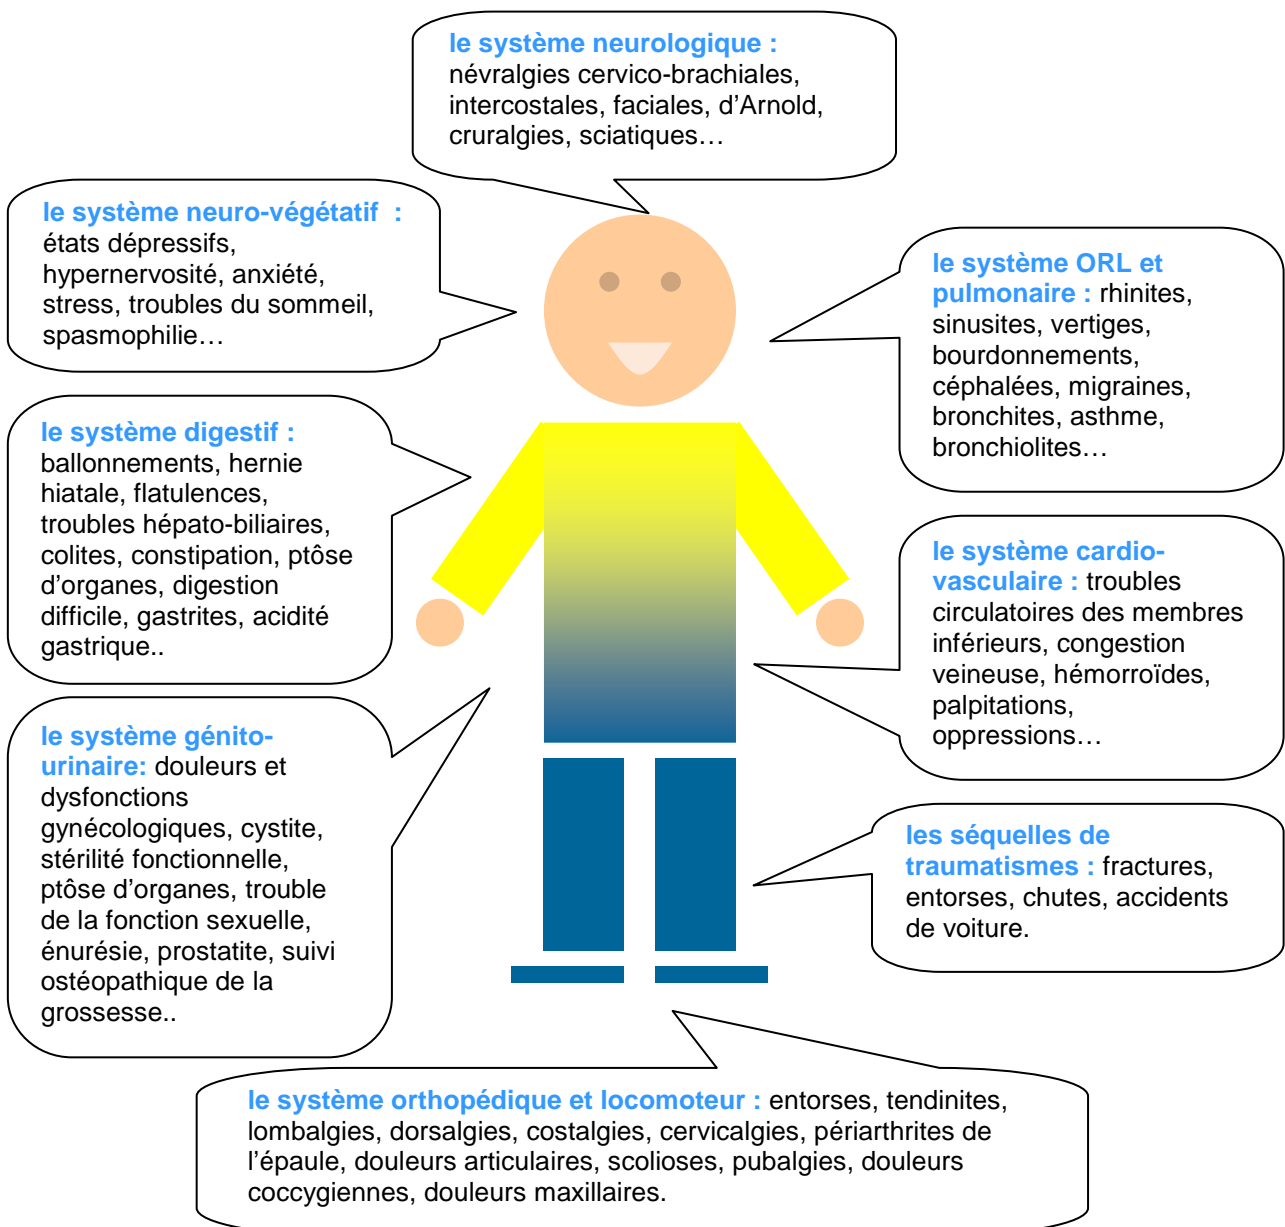 le système neurologique :
névralgies cervico-brachiales,
intercostales, faciales, d’Arnold,
cruralgies, sciatiques…
le système neuro-végétatif  :
états dépressifs,
hypernervosité, anxiété,
stress, troubles du sommeil,
spasmophilie…
le système ORL et
pulmonaire : rhinites,
sinusites, vertiges,
bourdonnements,
céphalées, migraines,
bronchites, asthme,
bronchiolites…
le système digestif :
ballonnements, hernie
hiatale, flatulences,
troubles hépato-biliaires,
colites, constipation, ptôse
d’organes, digestion
difficile, gastrites, acidité
gastrique..
le système cardio-
vasculaire : troubles
circulatoires des membres
inférieurs, congestion
veineuse, hémorroïdes,
palpitations,
oppressions…
le système génito-
urinaire: douleurs et
dysfonctions
gynécologiques, cystite,
stérilité fonctionnelle,
ptôse d’organes, trouble
de la fonction sexuelle,
énurésie, prostatite, suivi
ostéopathique de la
grossesse..
les séquelles de
traumatismes : fractures,
entorses, chutes, accidents
de voiture.
le système orthopédique et locomoteur : entorses, tendinites,
lombalgies, dorsalgies, costalgies, cervicalgies, périarthrites de
l’épaule, douleurs articulaires, scolioses, pubalgies, douleurs
coccygiennes, douleurs maxillaires.